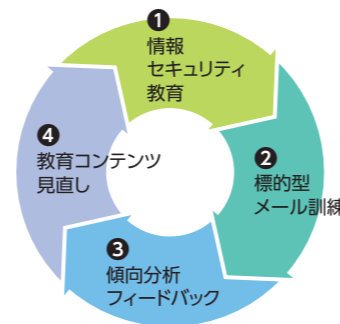 ❶
情報
セキュリティ
教育
❷
標的型
メール訓練
❸
傾向分析
フィードバック
❹
教育コンテンツ
見直し